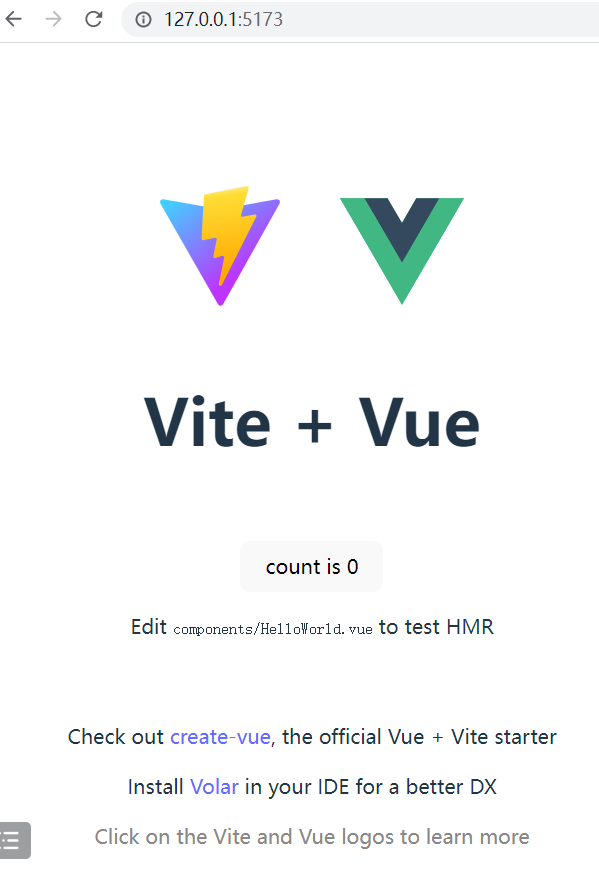 127.0.0.1:5173
Vite + Vue
count is 0
Edit components/HelloWorld.vue to test HMR
Check out create-vue, the official Vue + Vite starter
Install Volar in your IDE for a better DX
Click on the Vite and Vue logos to learn more